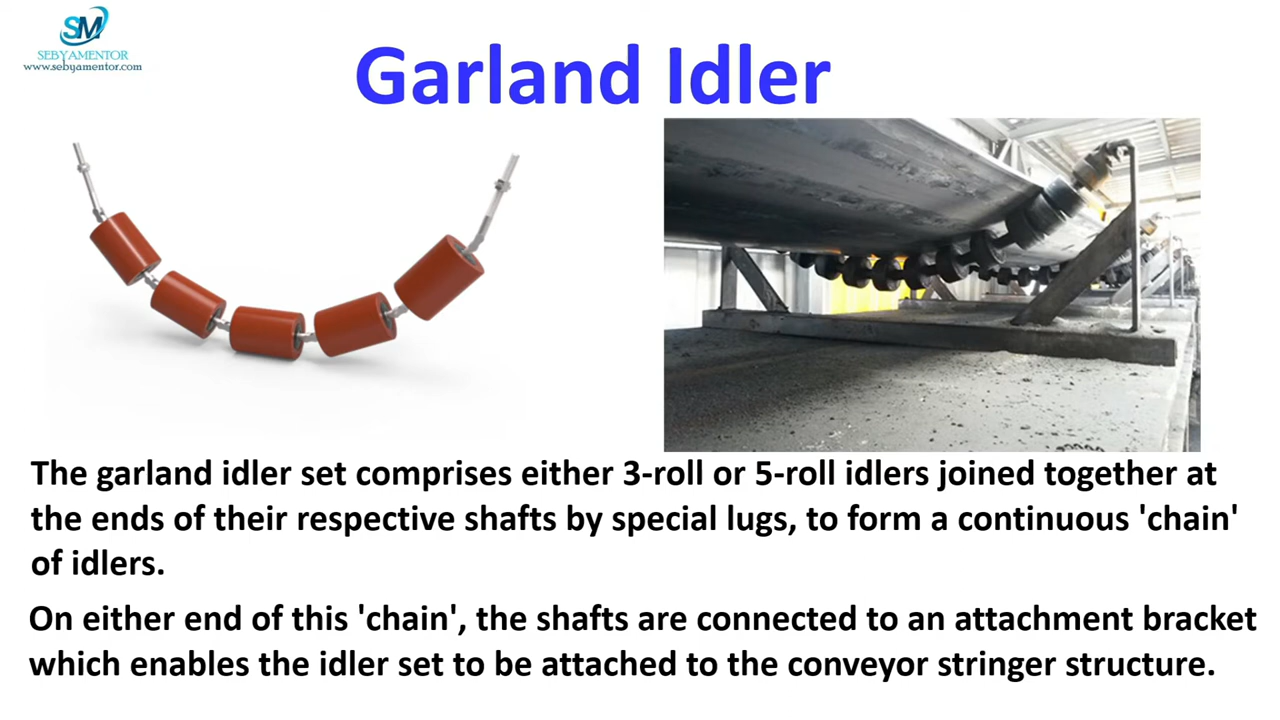 SM
SEBYAMENTOR
www.sebyamentor.com
Garland Idler
The garland idler set comprises either 3-roll or 5-roll idlers joined together at
the ends of their respective shafts by special lugs, to form a continuous 'chain'
of idlers.
On either end of this 'chain', the shafts are connected to an attachment bracket
which enables the idler set to be attached to the conveyor stringer structure.